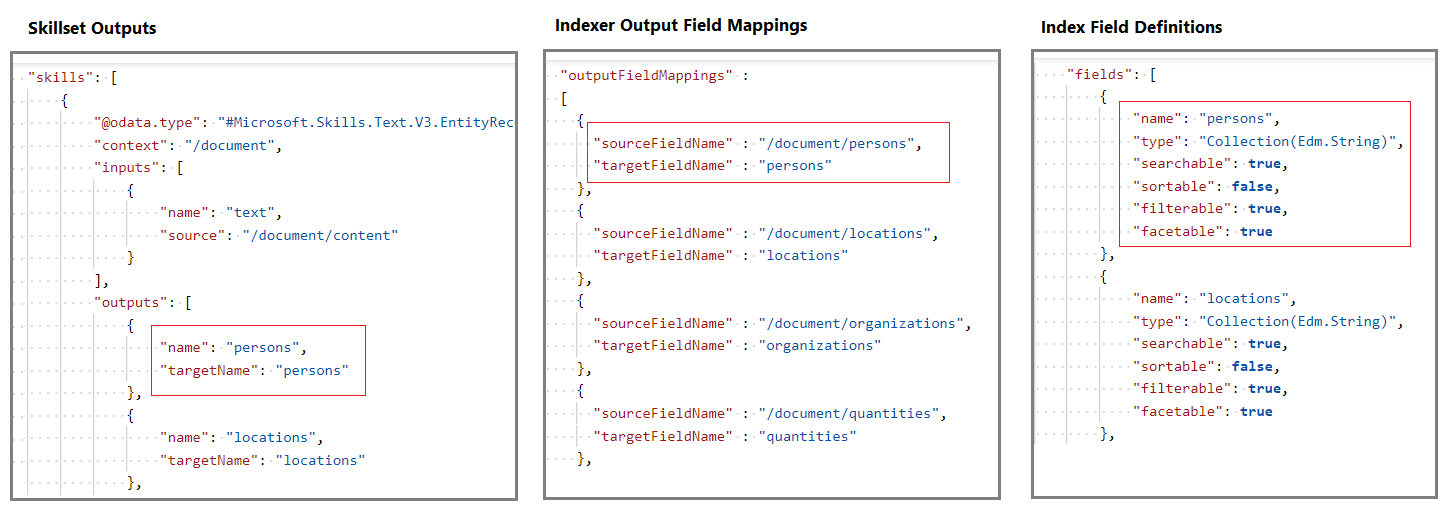 Skillset Outputs
"skills": [
{
"@odata.type": "#Microsoft.Skills.Text.V3.EntityRec
"context": "/document",
"inputs": [
{
"name": "text",
"source": "/document/content"
}
],
"outputs": [
{
"name": "persons",
"targetName": "persons"
},
{
"name": "locations",
"targetName": "locations"
},
Indexer Output Field Mappings
"outputFieldMappings" :
[
{
"sourceFieldName" : "/document/persons",
"targetFieldName" : "persons"
},
{
"sourceFieldName" : "/document/locations",
"targetFieldName" : "locations"
},
{
"sourceFieldName" : "/document/organizations",
"targetFieldName" : "organizations"
},
{
"sourceFieldName" : "/document/quantities",
"targetFieldName" : "quantities"
},
Index Field Definitions
"fields": [
{
"name": "persons",
"type": "Collection(Edm.String)",
"searchable": true,
"sortable": false,
"filterable": true,
"facetable": true
},
{
"name": "locations",
"type": "Collection(Edm.String)",
"searchable": true,
"sortable": false,
"filterable": true,
"facetable": true
},